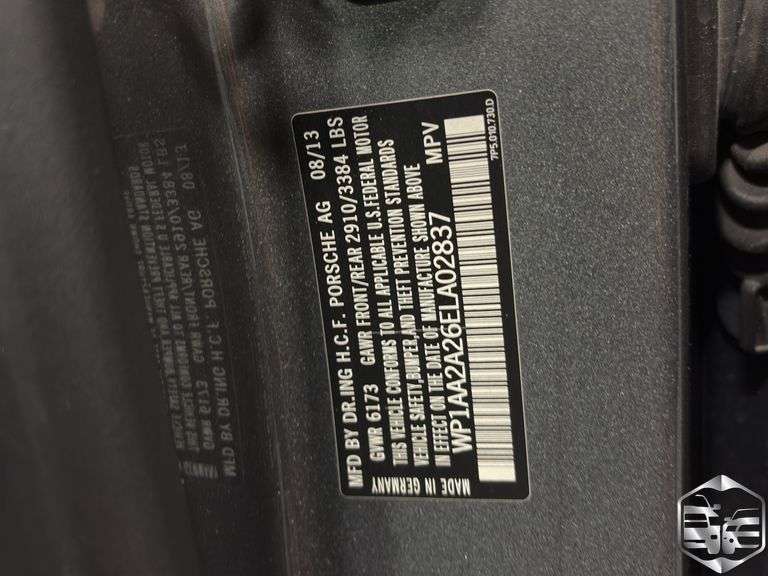 MFD BY DR.ING H.C.F. PORSCHE AG 08/13
GVWR 6173 GAWR FRONT/REAR 2910/3384 LBS
THIS VEHICLE CONFORMS TO ALL APPLICABLE U.S.FEDERAL MOTOR
VEHICLE SAFETY,BUMPER,AND THEFT PREVENTION STANDARDS
IN EFFECT ON THE DATE OF MANUFACTURE SHOWN ABOVE
WP1AA2A26ELA02837 MPV
MADE IN GERMANY
7P5.010.730.D